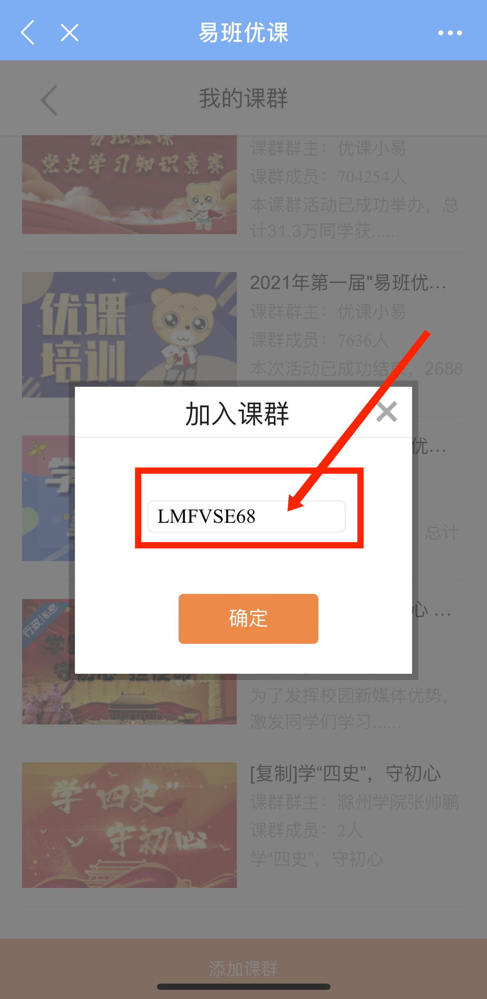 易班优课
我的课群
党史学习知识竞赛
课群群主：优课小易
课群成员：704254人
本课群活动已成功举办，总
计31.3万同学获......
优课
培训
2021年第一届"易班优...
课群群主：优课小易
课群成员：7636人
本次活动已成功结束，2688
加入课群
优...
学
LMFVSE68
总计
确定
行政|私密
心 ...
学
守初心
为了发挥校园新媒体优势，
激发同学们学习......
学“四史”
守初心
[复制]学“四史”，守初心
课群群主：滁州学院张帅鹏
课群成员：2人
学“四史”，守初心
添加课群